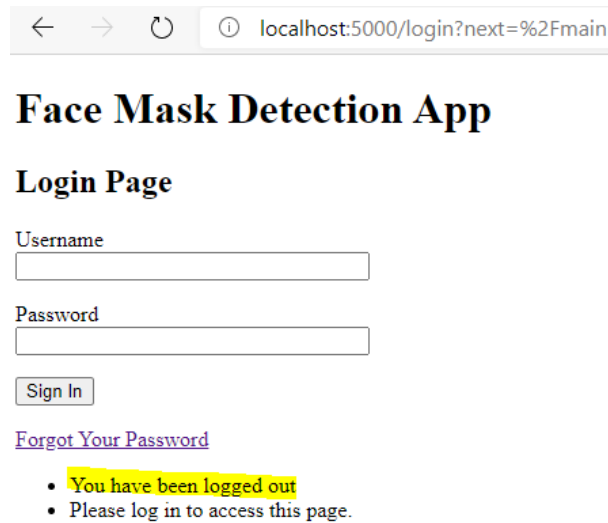 localhost:5000/login?next=%2Fmain
Face Mask Detection App
Login Page
Username
Password
Sign In
Forgot Your Password
You have been logged out
Please log in to access this page.